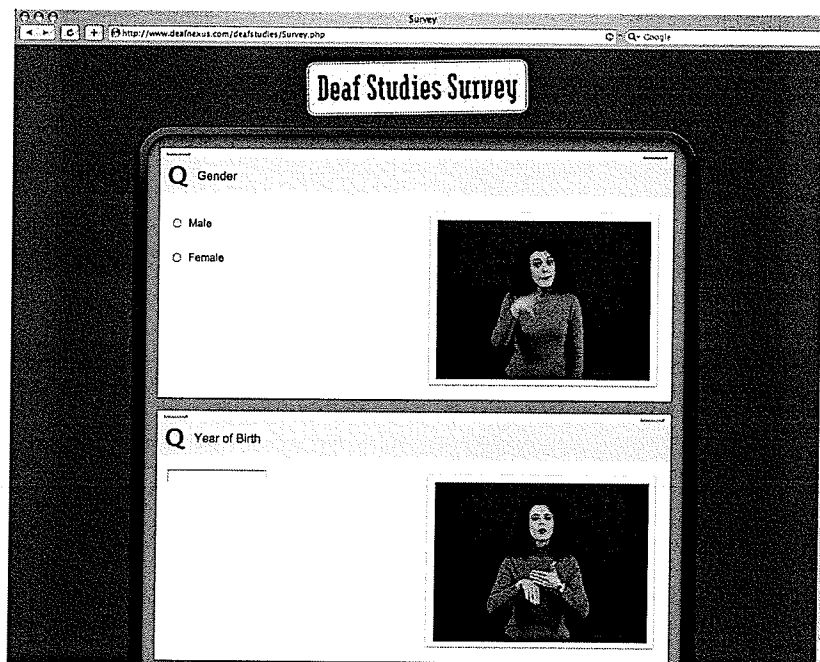 Survey
http://www.deafnexus.com/deafstudies/Survey.php
Google
Deaf Studies Survey
Q Gender
Male
Female
Q Year of Birth